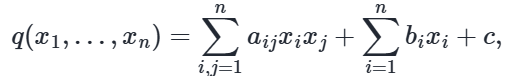 q(x_1, \ldots, x_n) = \sum_{i,j=1}^{n} a_{ij} x_i x_j + \sum_{i=1}^{n} b_i x_i + c,